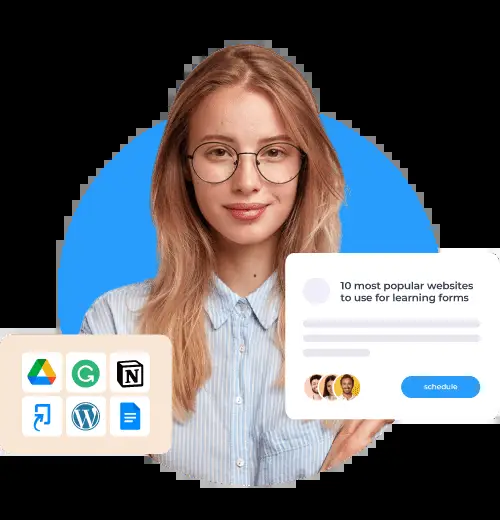 10 most popular websites
to use for learning forms
schedule